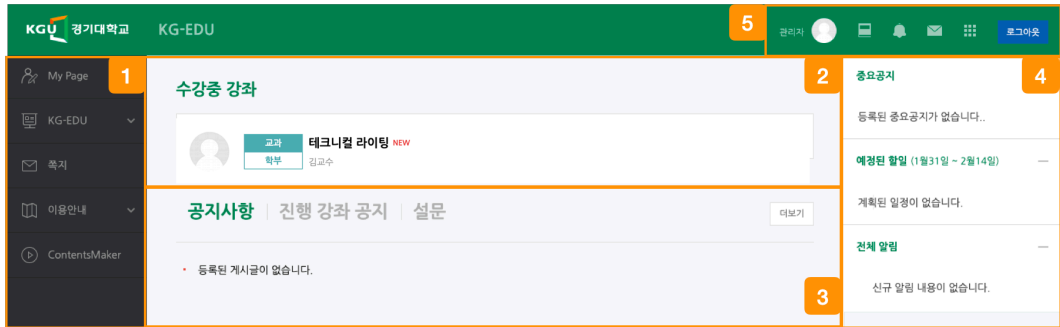 KGU 경기대학교
KG-EDU
5
관리자
로그아웃
My Page
1
KG-EDU
쪽지
이용안내
ContentsMaker
수강중 강좌
2
교과
학부
테크니컬 라이팅 NEW
김교수
공지사항 진행 강좌 공지 설문
더보기
등록된 게시글이 없습니다.
3
중요공지
4
등록된 중요공지가 없습니다..
예정된 할일 (1월31일 ~ 2월14일)
계획된 일정이 없습니다.
전체 알림
신규 알림 내용이 없습니다.